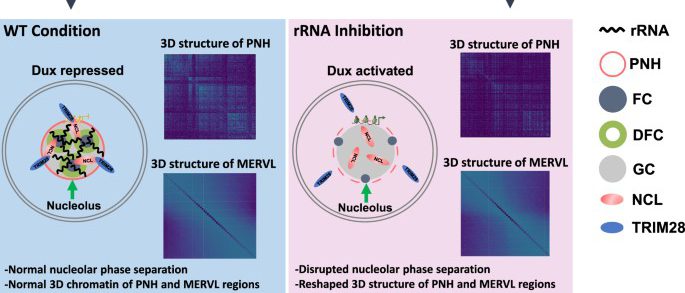 WT Condition
Dux repressed
3D structure of PNH
TRIM28
NCL
NCL
3D structure of MERVL
Nucleolus
-Normal nucleolar phase separation
-Normal 3D chromatin of PNH and MERVL regions
rRNA Inhibition
Dux activated
3D structure of PNH
TRIM28
NCL
NCL
NCL
3D structure of MERVL
TRIM28
TRIM28
Nucleolus
-Disrupted nucleolar phase separation
-Reshaped 3D structure of PNH and MERVL regions
rRNA
PNH
FC
DFC
GC
NCL
TRIM28